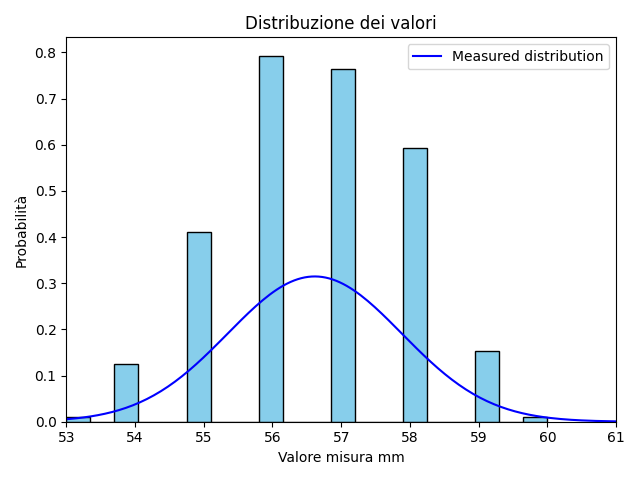 Distribuzione dei valori
Measured distribution
0.8
0.7
0.6
0.5
0.4
0.3
0.2
0.1
0.0
Probabilità
53 54 55 56 57 58 59 60 61
Valore misura mm